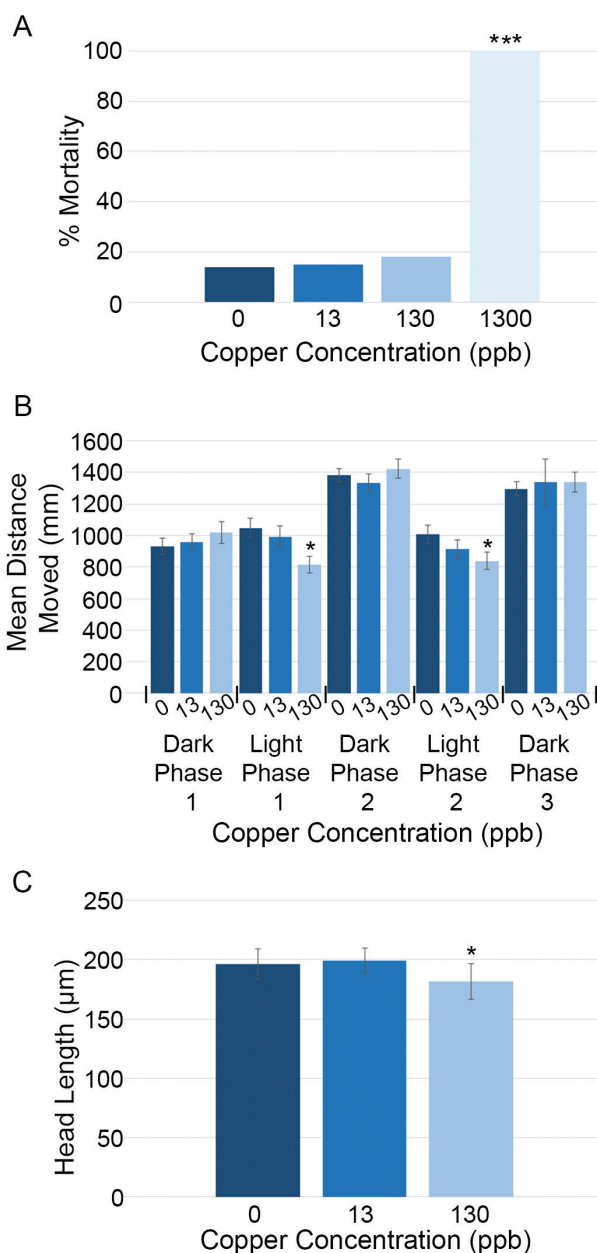 A
100
80
60
40
20
0
% Mortality
***
0 13 130 1300
Copper Concentration (ppb)
B
1600
1400
1200
1000
800
600
400
200
0
Mean Distance
Moved (mm)
* *
0 13 130 0 13 130 0 13 130 0 13 130 0 13 130
Dark Light Dark Light Dark
Phase Phase Phase Phase Phase
1 1 2 2 3
Copper Concentration (ppb)
C
250
200
150
100
50
0
Head Length (µm)
*
0 13 130
Copper Concentration (ppb)